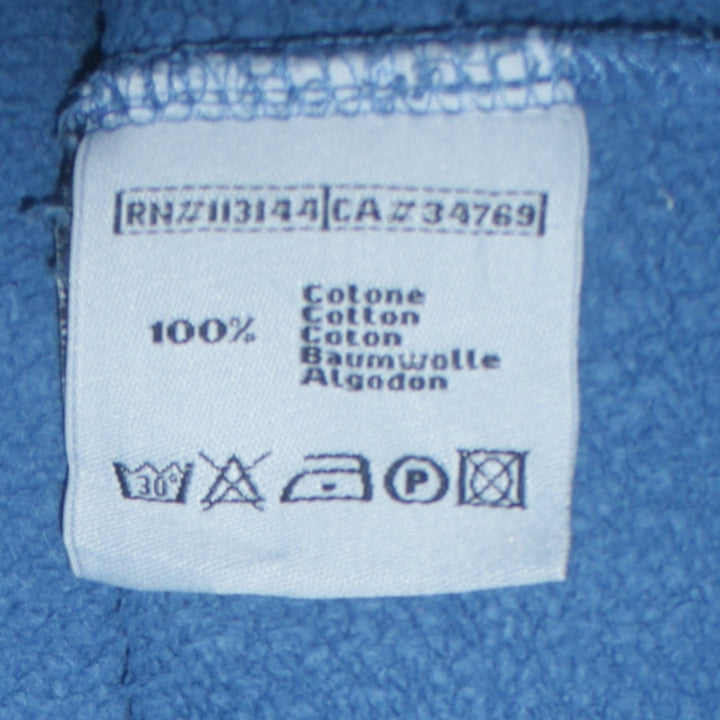 RN#113144 CA#34769
100%
Cotone
Cotton
Coton
Baumwolle
Algodon
30° P